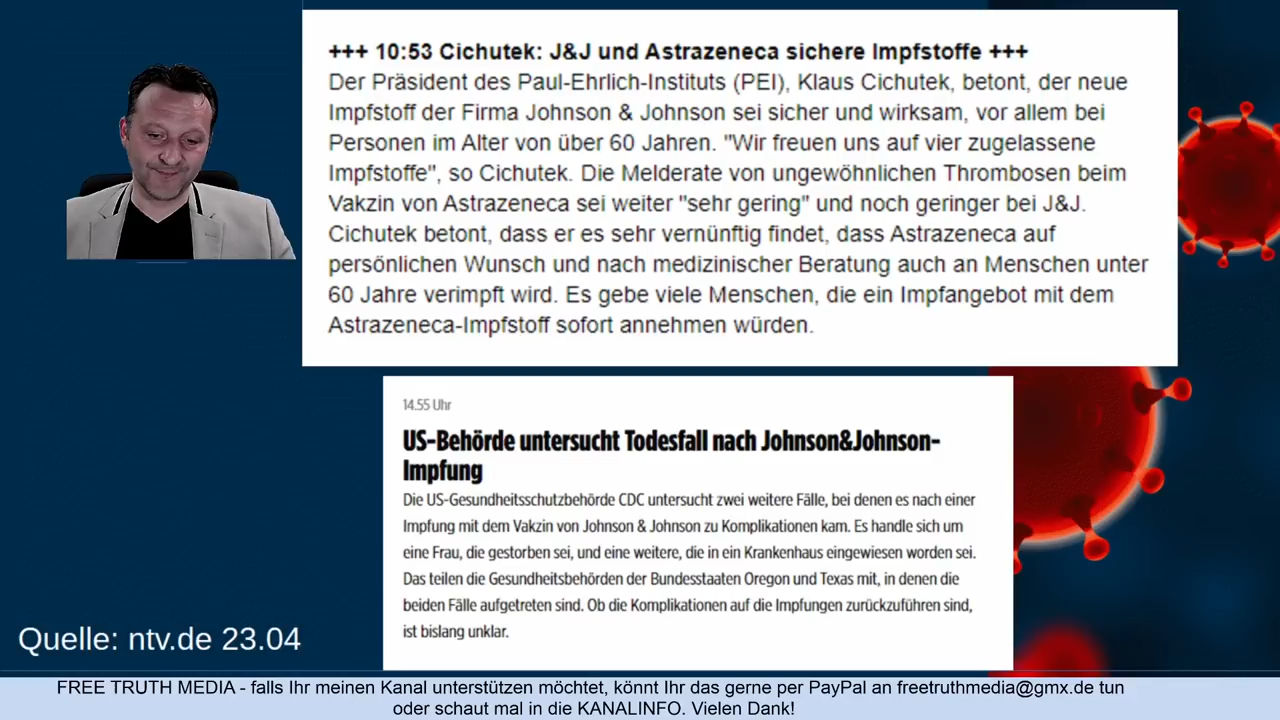 +++ 10:53 Cichutek: J&J und Astrazeneca sichere Impfstoffe +++
Der Präsident des Paul-Ehrlich-Instituts (PEI), Klaus Cichutek, betont, der neue
Impfstoff der Firma Johnson & Johnson sei sicher und wirksam, vor allem bei
Personen im Alter von über 60 Jahren. "Wir freuen uns auf vier zugelassene
Impfstoffe", so Cichutek. Die Melderate von ungewöhnlichen Thrombosen beim
Vakzin von Astrazeneca sei weiter "sehr gering" und noch geringer bei J&J.
Cichutek betont, dass er es sehr vernünftig findet, dass Astrazeneca auf
persönlichen Wunsch und nach medizinischer Beratung auch an Menschen unter
60 Jahre verimpft wird. Es gebe viele Menschen, die ein Impfangebot mit dem
Astrazeneca-Impfstoff sofort annehmen würden.
14.55 Uhr
US-Behörde untersucht Todesfall nach Johnson&Johnson-
Impfung
Die US-Gesundheitsschutzbehörde CDC untersucht zwei weitere Fälle, bei denen es nach einer
Impfung mit dem Vakzin von Johnson & Johnson zu Komplikationen kam. Es handle sich um
eine Frau, die gestorben sei, und eine weitere, die in ein Krankenhaus eingewiesen worden sei.
Das teilen die Gesundheitsbehörden der Bundesstaaten Oregon und Texas mit, in denen die
beiden Fälle aufgetreten sind. Ob die Komplikationen auf die Impfungen zurückzuführen sind,
ist bislang unklar.
Quelle: ntv.de 23.04
FREE TRUTH MEDIA - falls Ihr meinen Kanal unterstützen möchtet, könnt Ihr das gerne per PayPal an freetruthmedia@gmx.de tun
oder schaut mal in die KANALINFO. Vielen Dank!